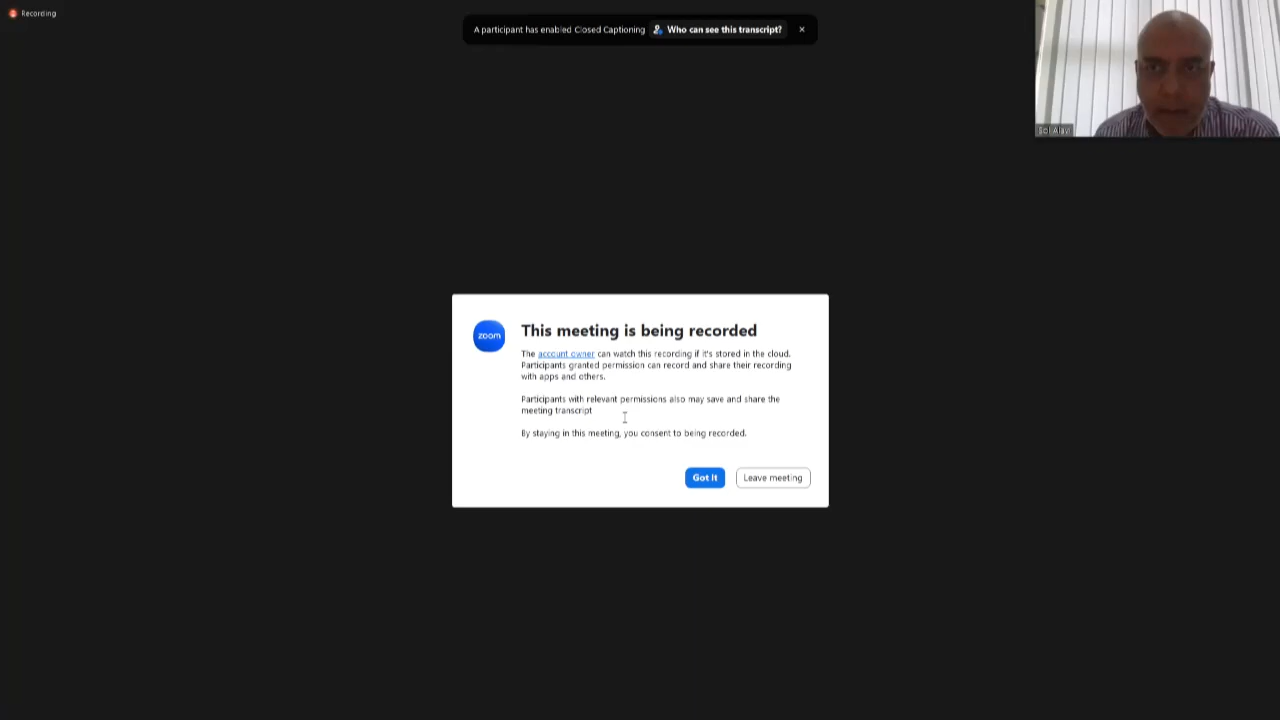 Recording
A participant has enabled Closed Captioning Who can see this transcript?
zoom
This meeting is being recorded
The account owner can watch this recording if it's stored in the cloud.
Participants granted permission can record and share their recording
with apps and others.
Participants with relevant permissions also may save and share the
meeting transcript
By staying in this meeting, you consent to being recorded.
Got it
Leave meeting